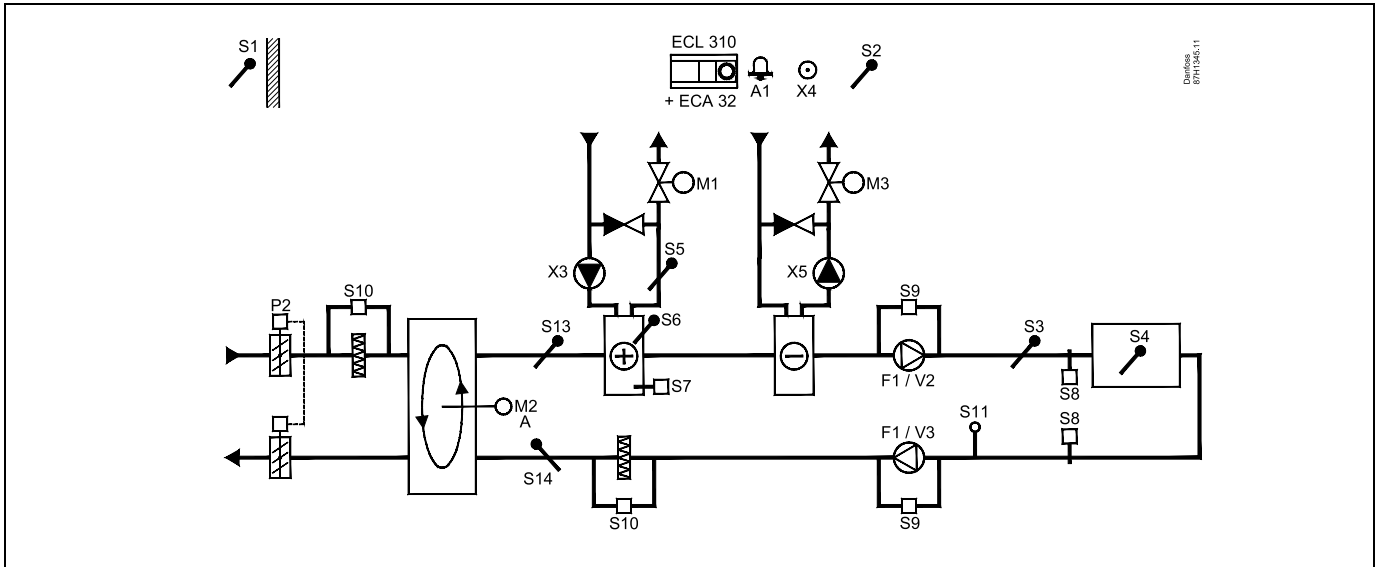 S1
ECL 310
+ ECA 32
A1
X4
S2
Danfoss
87H1345.11
M1
M3
X3
S5
X5
P2
S10
S13
S6
S7
S9
F1 / V2
S3
S8
S4
M2
A
S14
S10
F1 / V3
S9
S11
S8